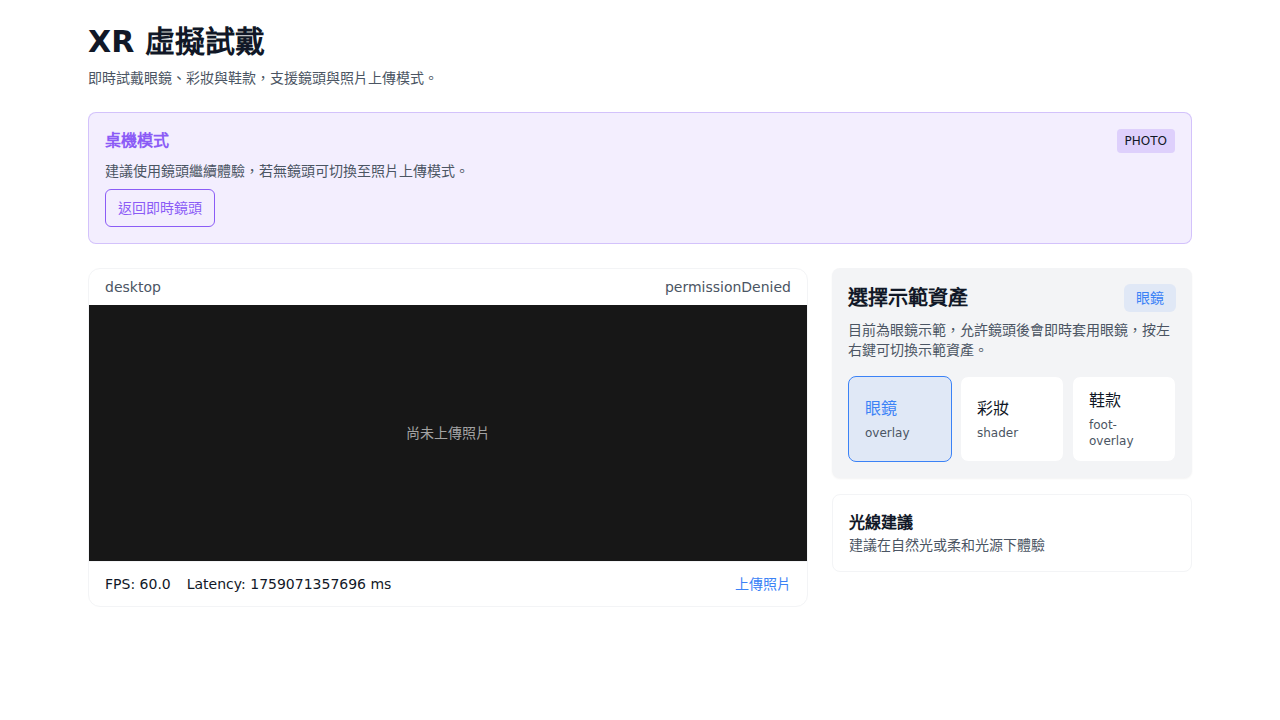 XR 虛擬試戴
即時試戴眼鏡、彩妝與鞋款，支援鏡頭與照片上傳模式。
桌機模式
PHOTO
建議使用鏡頭繼續體驗，若無鏡頭可切換至照片上傳模式。
返回即時鏡頭
desktop
permissionDenied
尚未上傳照片
FPS: 60.0
Latency: 1759071357696 ms
上傳照片
選擇示範資產
眼鏡
目前為眼鏡示範，允許鏡頭後會即時套用眼鏡，按左
右鍵可切換示範資產。
眼鏡
overlay
彩妝
shader
鞋款
foot-
overlay
光線建議
建議在自然光或柔和光源下體驗